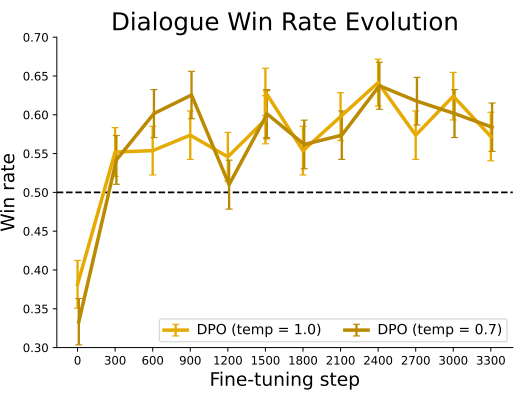 Dialogue Win Rate Evolution
0.70
0.65
0.60
0.55
0.50
0.45
0.40
0.35
0.30
Win rate
DPO (temp = 1.0) DPO (temp = 0.7)
0 300 600 900 1200 1500 1800 2100 2400 2700 3000 3300
Fine-tuning step